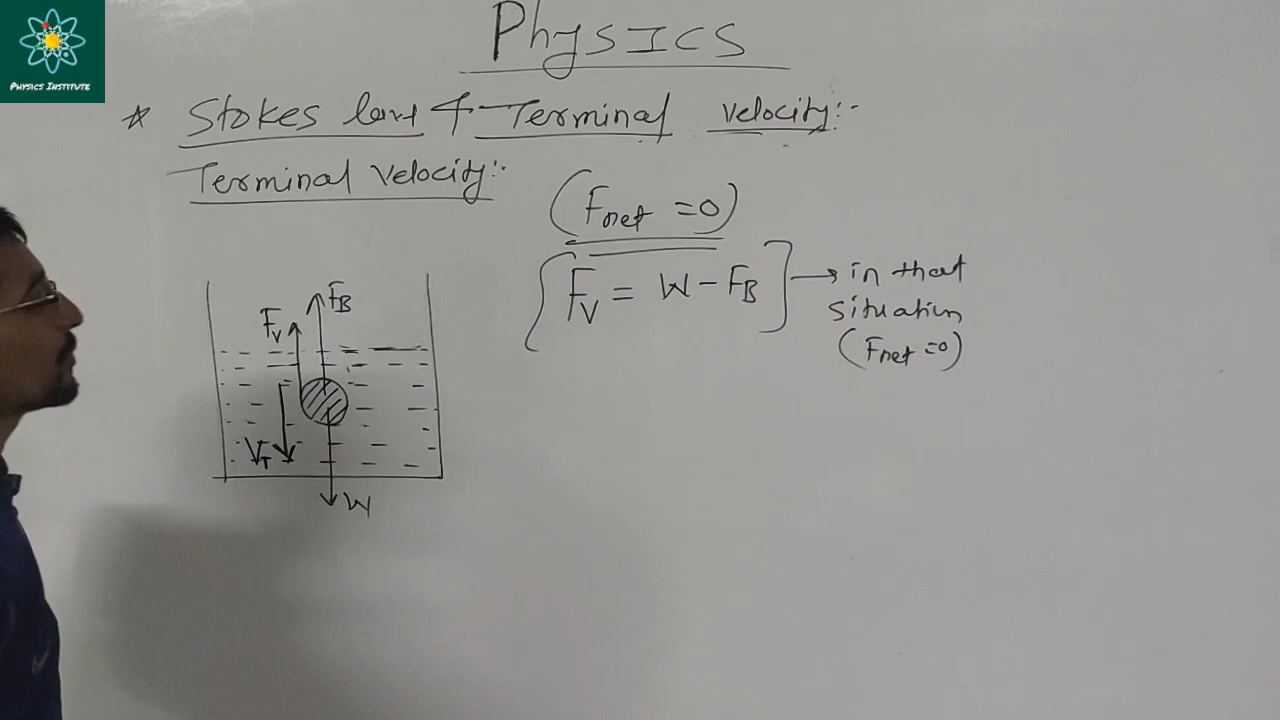 PHYSICS INSTITUTE
PhysICS
* Stokes law & Terminal velocity:-
Terminal velocity:-
(Fnet = 0)
[Fv = W - FB] → in that
situation
(Fnet = 0)
FB
Fv
VT
W